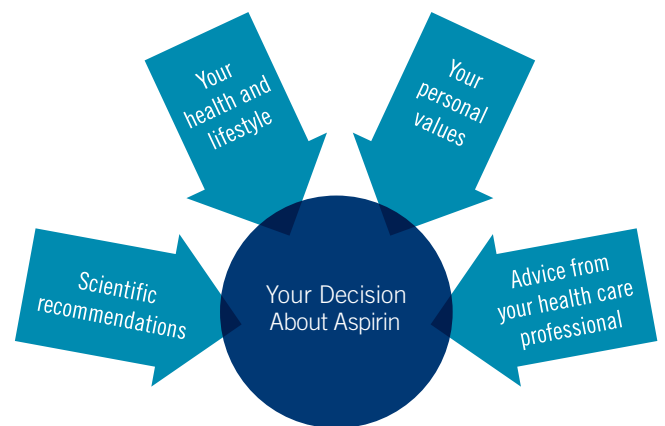 Your
health and
lifestyle
Your
personal
values
Scientific
recommendations
Your Decision
About Aspirin
Advice from
your health care
professional